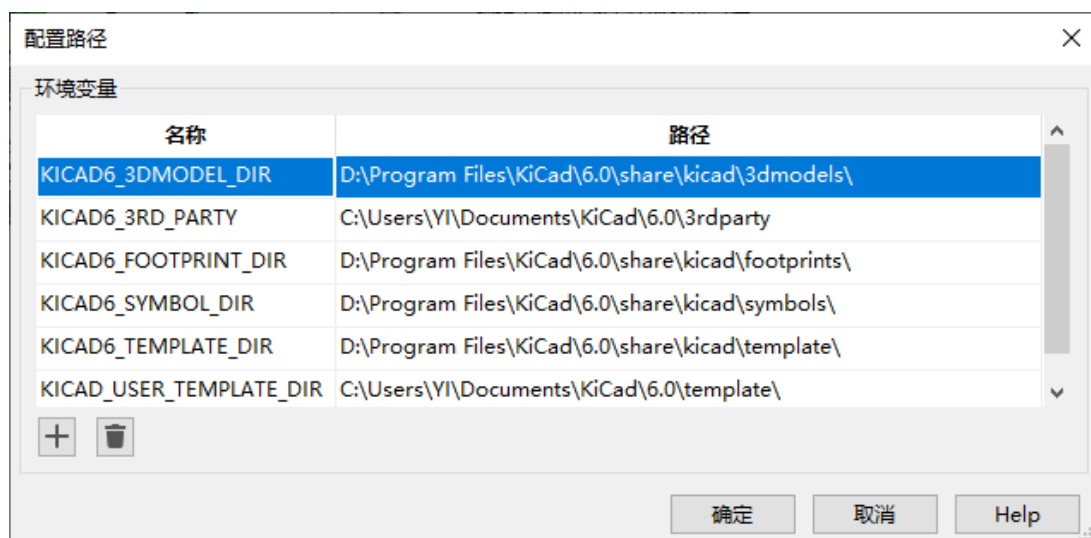 配置路径
环境变量
名称 路径
KICAD6_3DMODEL_DIR D:\Program Files\KiCad\6.0\share\kicad\3dmodels\
KICAD6_3RD_PARTY C:\Users\YI\Documents\KiCad\6.0\3rdparty
KICAD6_FOOTPRINT_DIR D:\Program Files\KiCad\6.0\share\kicad\footprints\
KICAD6_SYMBOL_DIR D:\Program Files\KiCad\6.0\share\kicad\symbols\
KICAD6_TEMPLATE_DIR D:\Program Files\KiCad\6.0\share\kicad\template\
KICAD_USER_TEMPLATE_DIR C:\Users\YI\Documents\KiCad\6.0\template\
确定 取消 Help